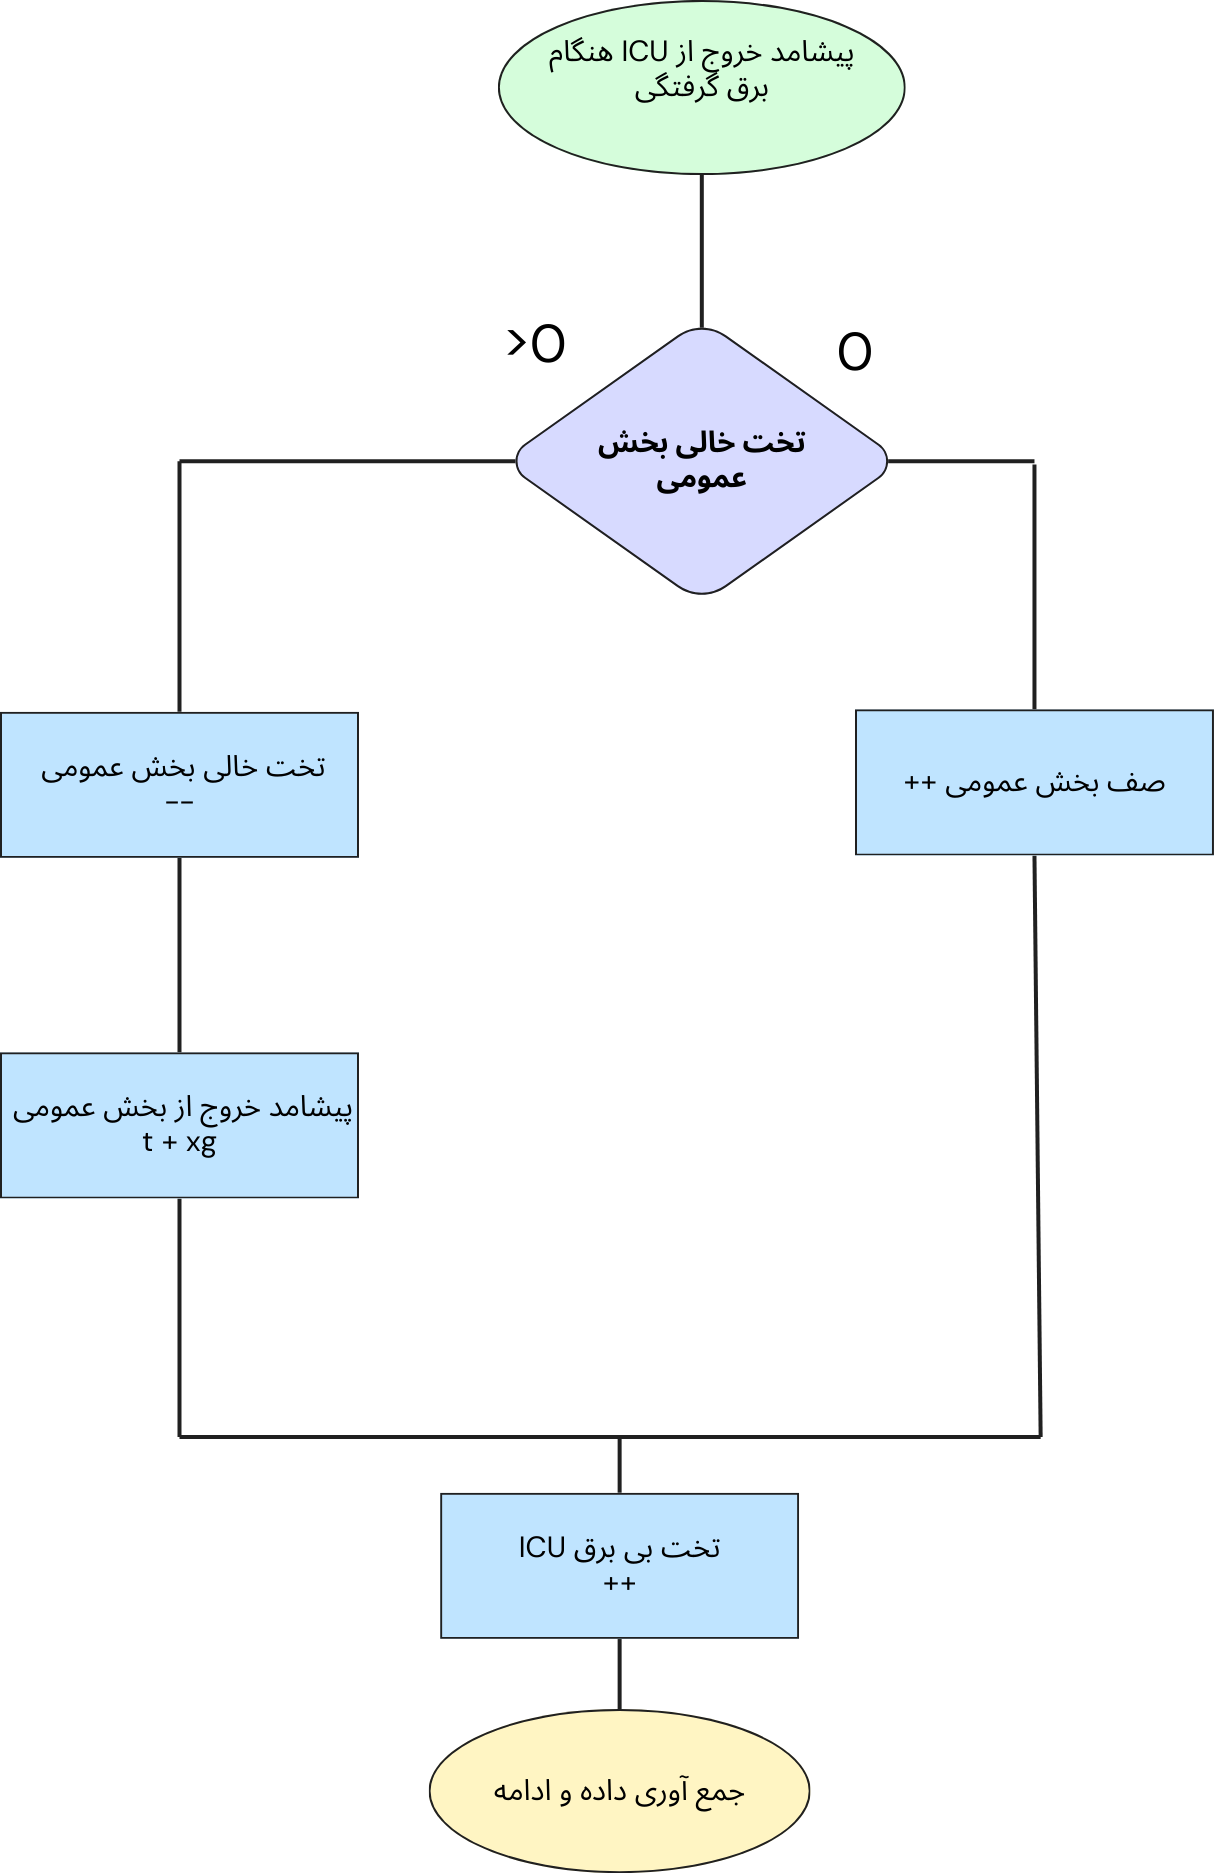 پیشامد خروج از ICU هنگام
برق گرفتگی
>0
0
تخت خالی بخش
عمومی
تخت خالی بخش عمومی
--
صف بخش عمومی ++
پیشامد خروج از بخش عمومی
t + xg
تخت بی برق ICU
++
جمع آوری داده و ادامه